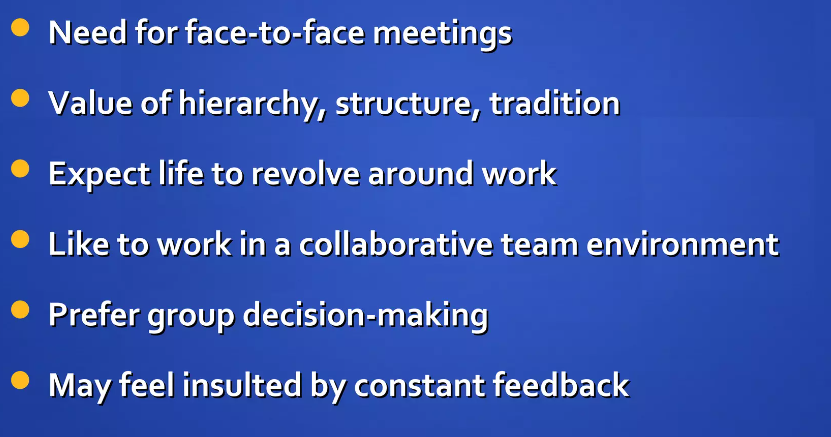 Need for face-to-face meetings
Value of hierarchy, structure, tradition
Expect life to revolve around work
Like to work in a collaborative team environment
Prefer group decision-making
May feel insulted by constant feedback